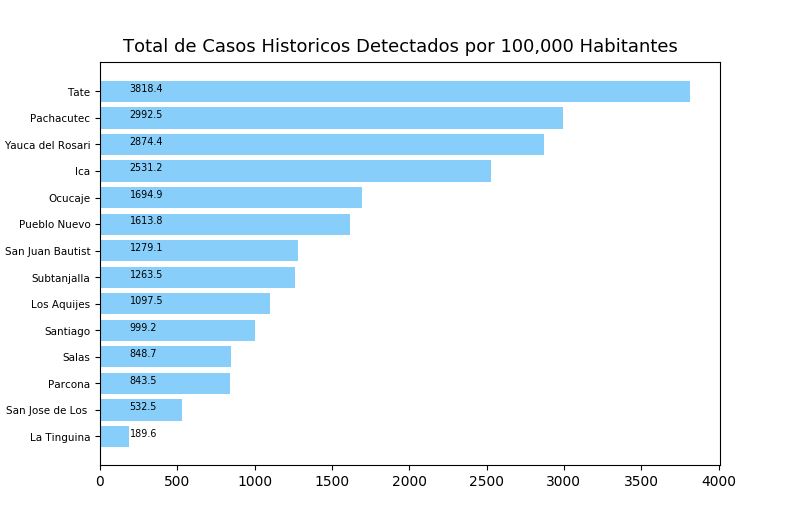 Total de Casos Historicos Detectados por 100,000 Habitantes
Tate 3818.4
Pachacutec 2992.5
Yauca del Rosari 2874.4
Ica 2531.2
Ocucaje 1694.9
Pueblo Nuevo 1613.8
San Juan Bautist 1279.1
Subtanjalla 1263.5
Los Aquijes 1097.5
Santiago 999.2
Salas 848.7
Parcona 843.5
San Jose de Los 532.5
La Tinguina 189.6
0 500 1000 1500 2000 2500 3000 3500 4000